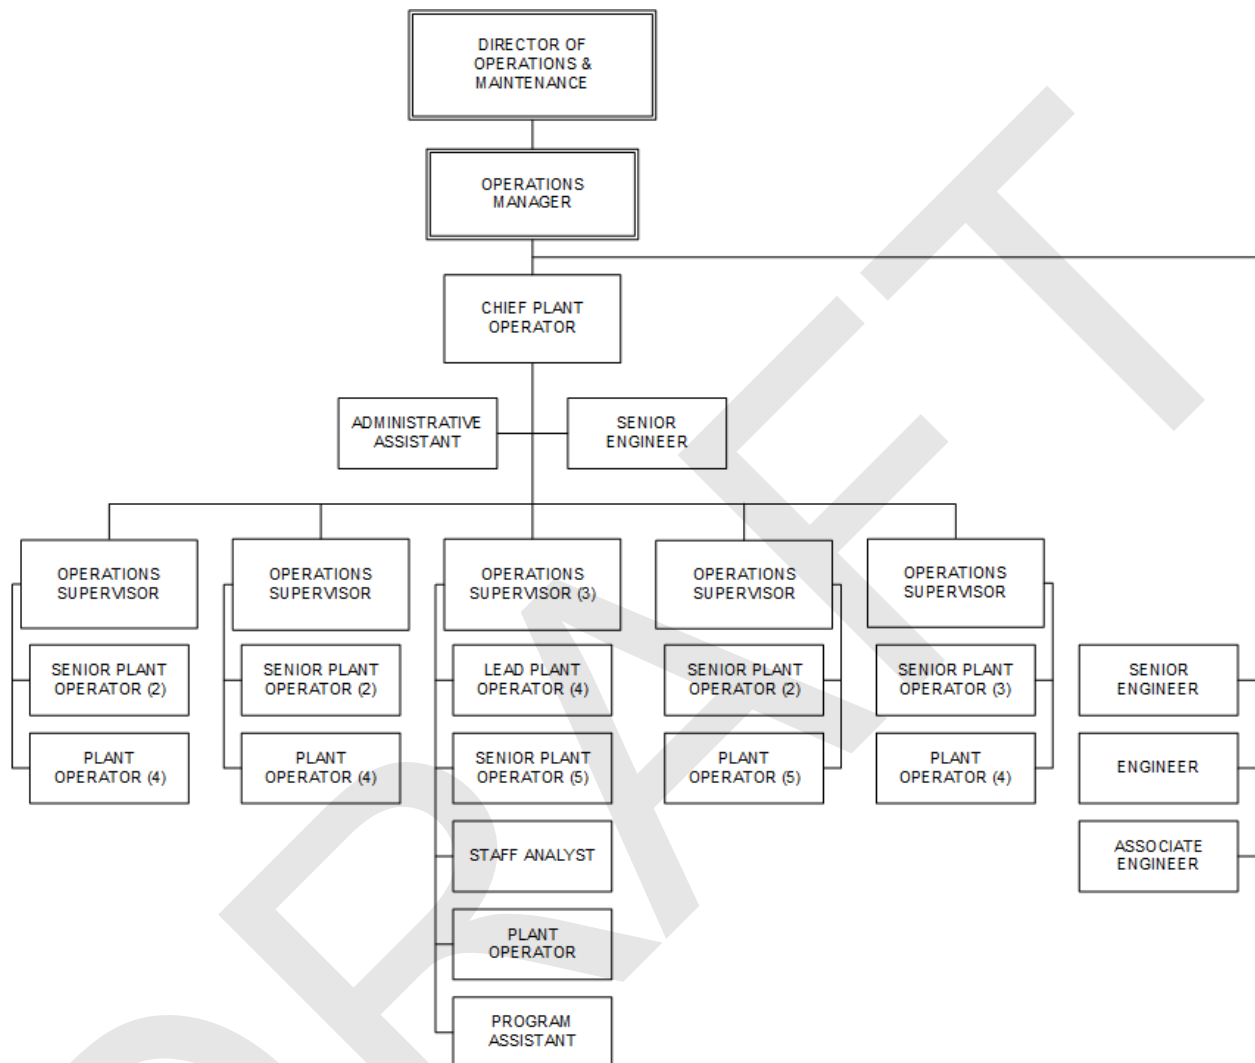 DIRECTOR OF
OPERATIONS &
MAINTENANCE
OPERATIONS
MANAGER
CHIEF PLANT
OPERATOR
ADMINISTRATIVE
ASSISTANT
SENIOR
ENGINEER
OPERATIONS
SUPERVISOR
SENIOR PLANT
OPERATOR (2)
PLANT
OPERATOR (4)
OPERATIONS
SUPERVISOR
SENIOR PLANT
OPERATOR (2)
PLANT
OPERATOR (4)
OPERATIONS
SUPERVISOR (3)
LEAD PLANT
OPERATOR (4)
SENIOR PLANT
OPERATOR (5)
STAFF ANALYST
PLANT
OPERATOR
PROGRAM
ASSISTANT
OPERATIONS
SUPERVISOR
SENIOR PLANT
OPERATOR (2)
PLANT
OPERATOR (5)
OPERATIONS
SUPERVISOR
SENIOR PLANT
OPERATOR (3)
PLANT
OPERATOR (4)
SENIOR
ENGINEER
ENGINEER
ASSOCIATE
ENGINEER
DRAFT